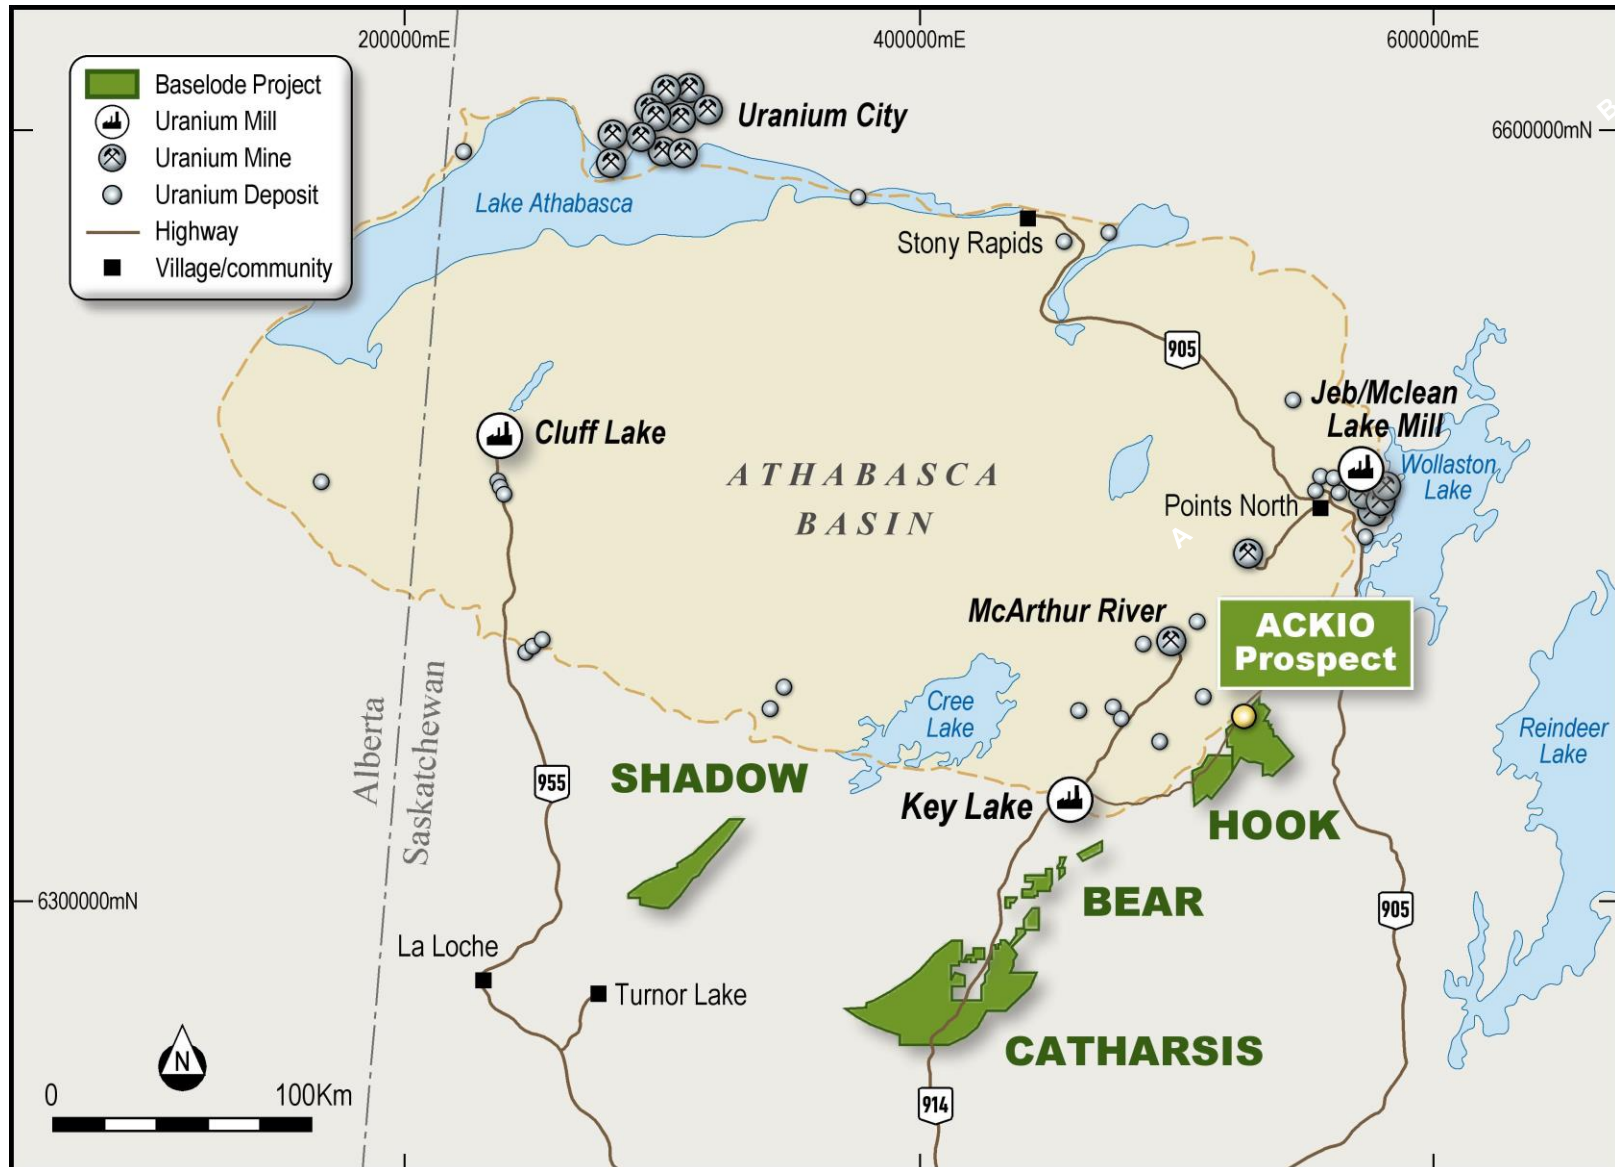 200000mE
400000mE
600000mE
Baselode Project
Uranium Mill
Uranium Mine
Uranium Deposit
Highway
Village/community
Uranium City
B
6600000mN
Lake Athabasca
Stony Rapids
905
Jeb/Mclean
Lake Mill
Cluff Lake
Wollaston
Lake
ATHABASCA
BASIN
Points North
A
McArthur River
ACKIO
Prospect
Cree
Lake
Reindeer
Lake
Alberta
Saskatchewan
955
SHADOW
Key Lake
HOOK
BEAR
6300000mN
905
La Loche
Turnor Lake
CATHARSIS
N
0
100Km
914